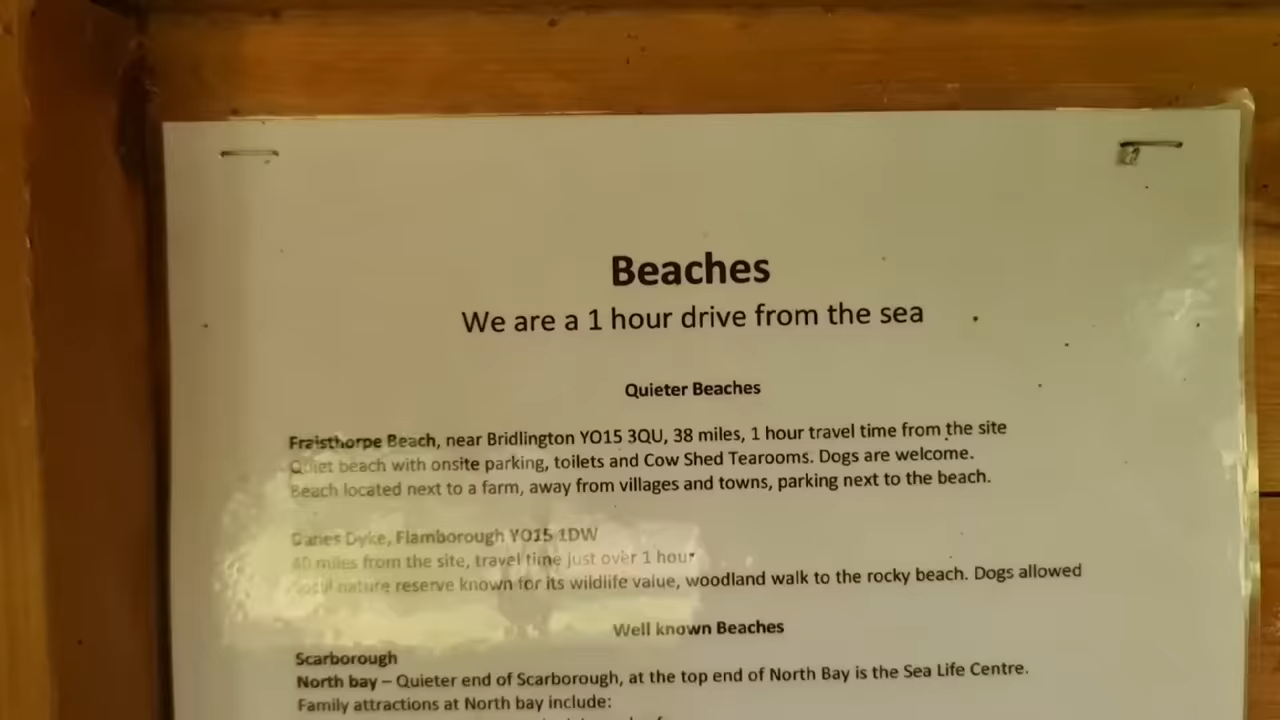 Beaches
We are a 1 hour drive from the sea
Quieter Beaches
Fraisthorpe Beach, near Bridlington YO15 3QU, 38 miles, 1 hour travel time from the site
Quiet beach with onsite parking, toilets and Cow Shed Tearooms. Dogs are welcome.
Beach located next to a farm, away from villages and towns, parking next to the beach.
Danes Dyke, Flamborough YO15 1DW
40 miles from the site, travel time just over 1 hour
nature reserve known for its wildlife value, woodland walk to the rocky beach. Dogs allowed
Well known Beaches
Scarborough
North bay – Quieter end of Scarborough, at the top end of North Bay is the Sea Life Centre.
Family attractions at North bay include: